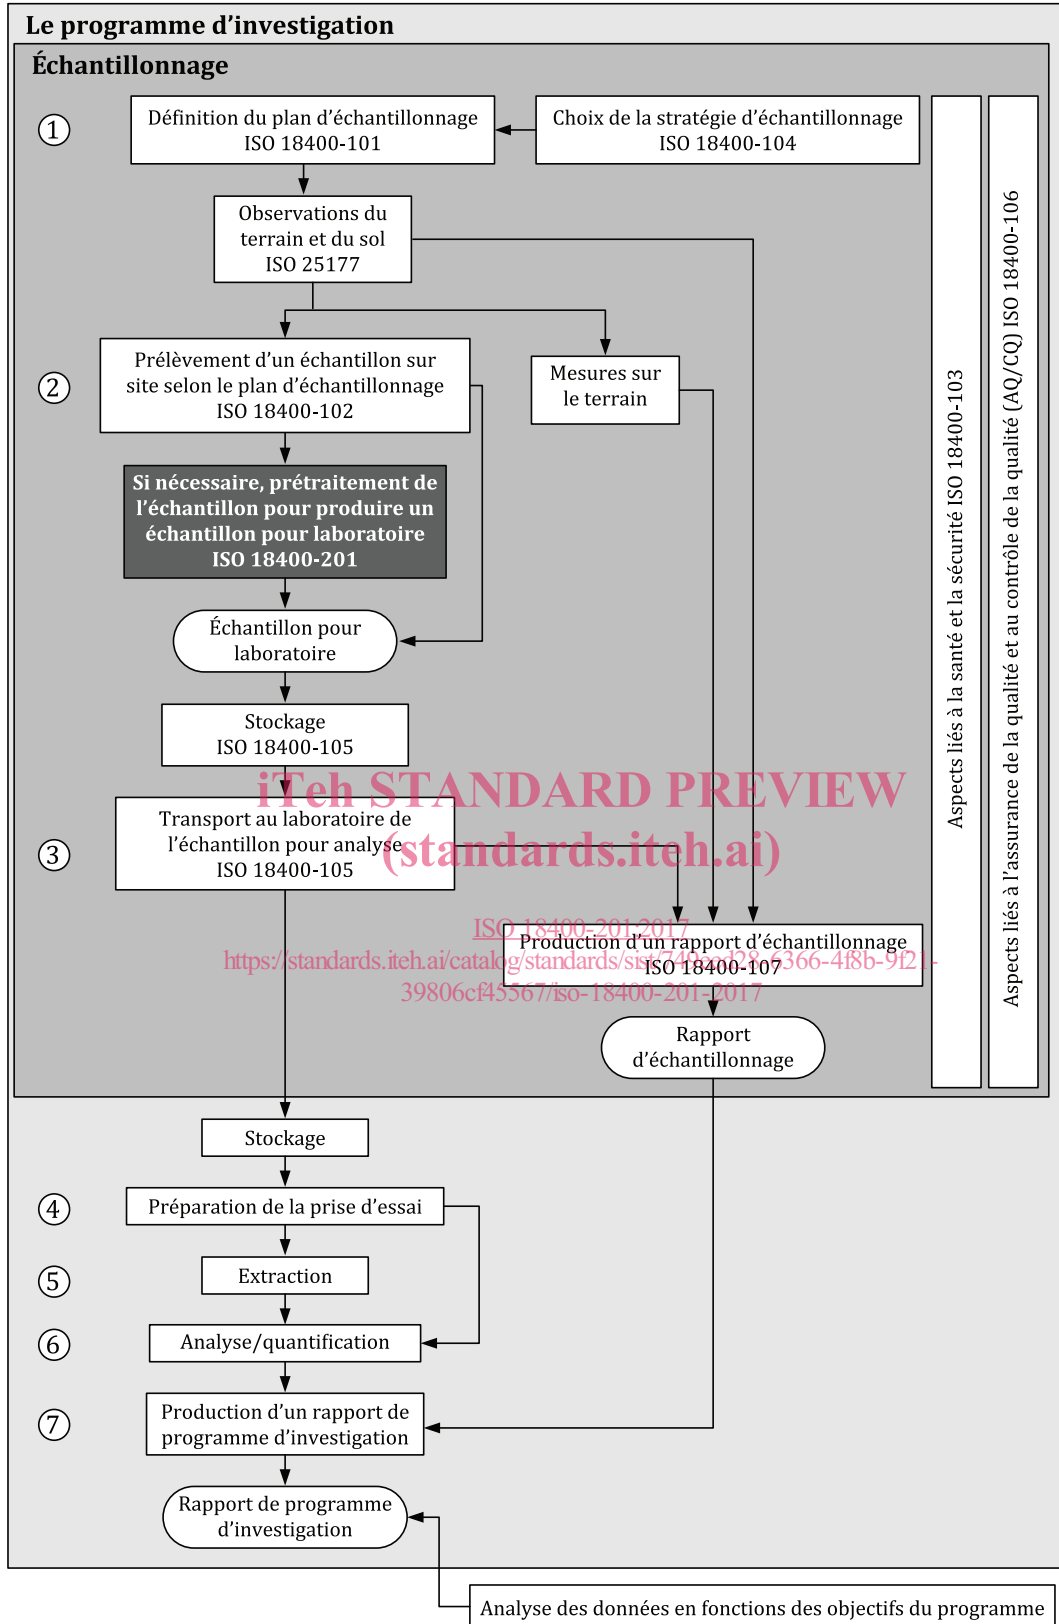 Le programme d’investigation
Échantillonnage
①
Définition du plan d’échantillonnage
ISO 18400-101
Choix de la stratégie d’échantillonnage
ISO 18400-104
Observations du
terrain et du sol
ISO 25177
②
Prélèvement d’un échantillon sur
site selon le plan d’échantillonnage
ISO 18400-102
Mesures sur
le terrain
Si nécessaire, prétraitement de
l’échantillon pour produire un
échantillon pour laboratoire
ISO 18400-201
Échantillon pour
laboratoire
Stockage
ISO 18400-105
③
Transport au laboratoire de
l’échantillon pour analyse
ISO 18400-105
iTeh STANDARD PREVIEW
(standards.iteh.ai)
ISO 18400-201:2017
https://standards.iteh.ai/catalog/standards/sist/749eed28-6366-4f8b-9f21-
39806cf45567/iso-18400-201-2017
Production d’un rapport d’échantillonnage
ISO 18400-107
Rapport
d’échantillonnage
Aspects liés à la santé et la sécurité ISO 18400-103
Aspects liés à l’assurance de la qualité et au contrôle de la qualité (AQ/CQ) ISO 18400-106
Stockage
④
Préparation de la prise d’essai
⑤
Extraction
⑥
Analyse/quantification
⑦
Production d’un rapport de
programme d’investigation
Rapport de programme
d’investigation
Analyse des données en fonctions des objectifs du programme